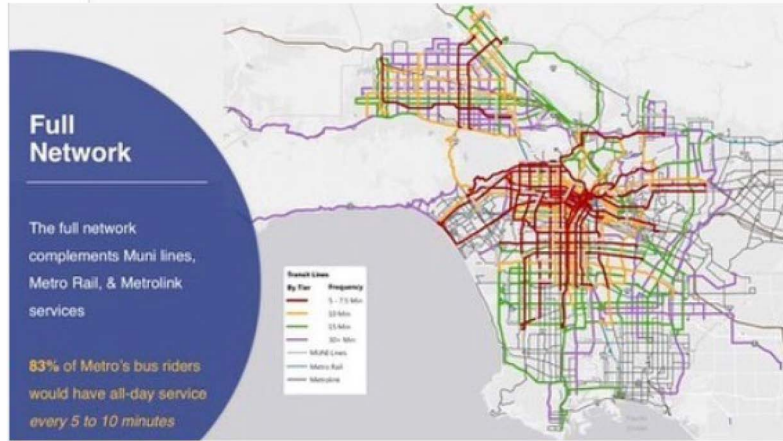 Full
Network
The full network
complements Muni lines,
Metro Rail, & Metrolink
services
83% of Metro's bus riders
would have all-day service
every 5 to 10 minutes
Transit Lines
By Tier Frequency
5 - 7.5 Min
10 Min
15 Min
30+ Min
MUNI Lines
Metro Rail
Metrolink